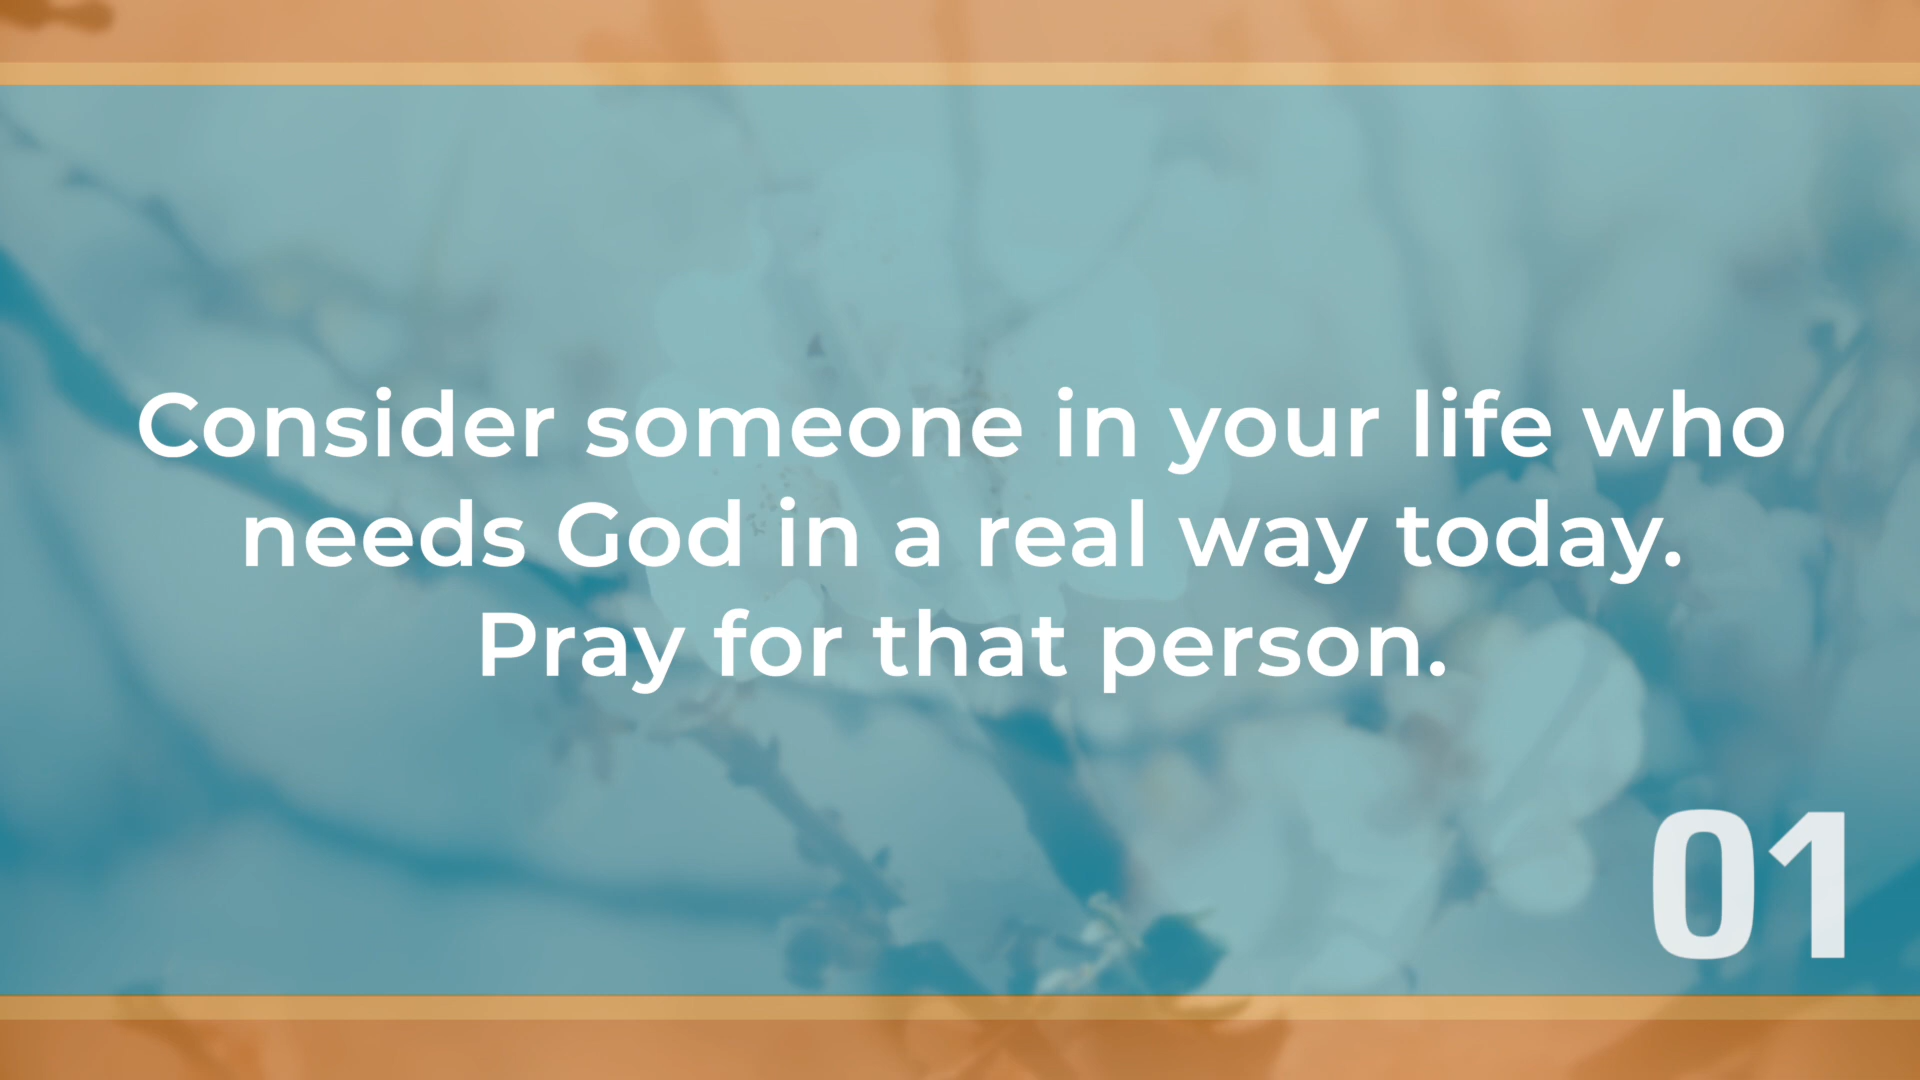 Consider someone in your life who
needs God in a real way today.
Pray for that person.
01